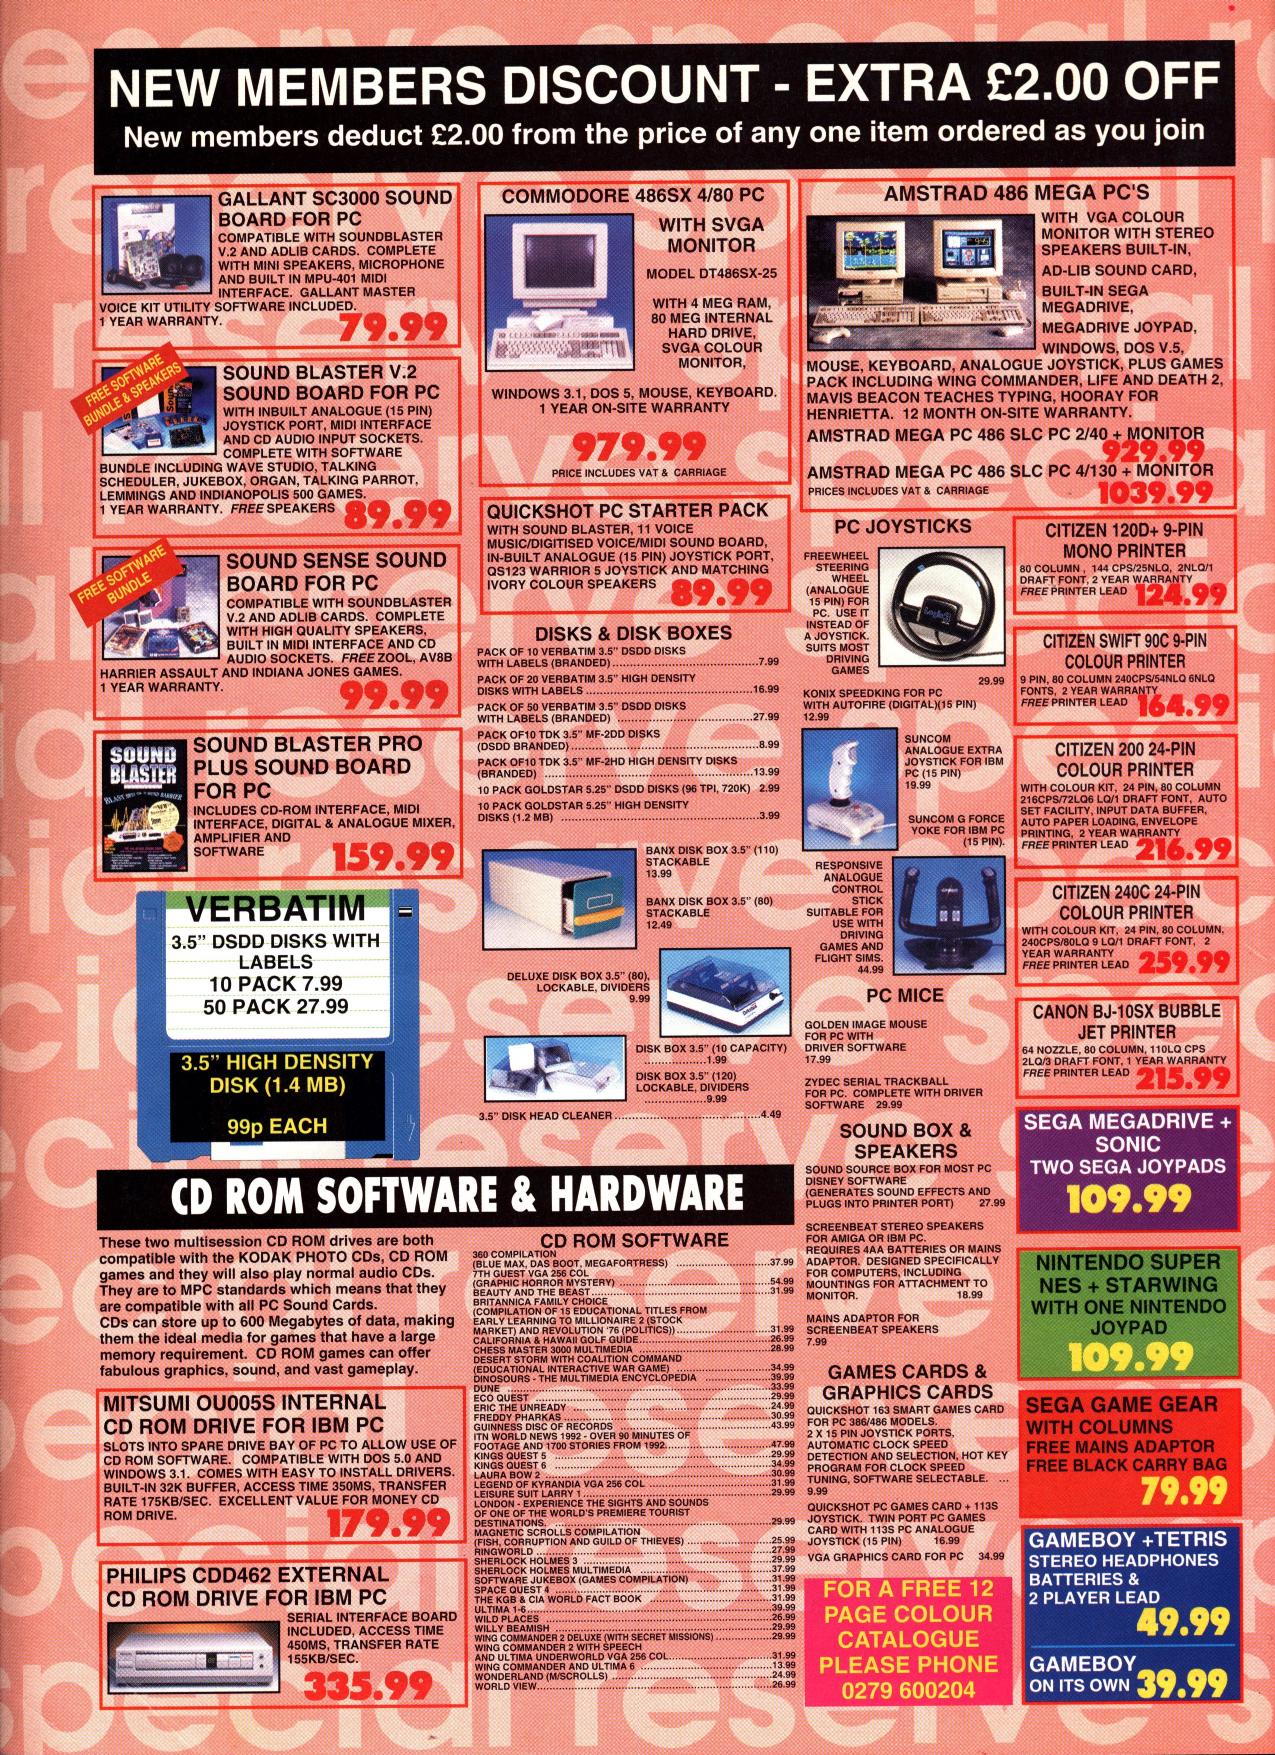 NEW MEMBERS DISCOUNT - EXTRA £2.00 OFF
New members deduct £2.00 from the price of any one item ordered as you join
GALLANT SC3000 SOUND
BOARD FOR PC
COMPATIBLE WITH SOUNDBLASTER
V.2 AND ADLIB CARDS. COMPLETE
WITH MINI SPEAKERS, MICROPHONE
AND BUILT IN MPU-401 MIDI
INTERFACE. GALLANT MASTER
VOICE KIT UTILITY SOFTWARE INCLUDED.
1 YEAR WARRANTY.
79.99
FREE SOFTWARE
BUNDLE & SPEAKERS
SOUND BLASTER V.2
SOUND BOARD FOR PC
WITH INBUILT ANALOGUE (15 PIN)
JOYSTICK PORT, MIDI INTERFACE
AND CD AUDIO INPUT SOCKETS.
COMPLETE WITH SOFTWARE
BUNDLE INCLUDING WAVE STUDIO, TALKING
SCHEDULER, JUKEBOX, ORGAN, TALKING PARROT,
LEMMINGS AND INDIANOPOLIS 500 GAMES.
1 YEAR WARRANTY. FREE SPEAKERS
89.99
FREE SOFTWARE
BUNDLE
SOUND SENSE SOUND
BOARD FOR PC
COMPATIBLE WITH SOUNDBLASTER
V.2 AND ADLIB CARDS. COMPLETE
WITH HIGH QUALITY SPEAKERS,
BUILT IN MIDI INTERFACE AND CD
AUDIO SOCKETS. FREE ZOOL, AV8B
HARRIER ASSAULT AND INDIANA JONES GAMES.
1 YEAR WARRANTY.
99.99
SOUND
BLASTER
SOUND BLASTER PRO
PLUS SOUND BOARD
FOR PC
INCLUDES CD-ROM INTERFACE, MIDI
INTERFACE, DIGITAL & ANALOGUE MIXER,
AMPLIFIER AND
SOFTWARE
159.99
VERBATIM
3.5" DSDD DISKS WITH
LABELS
10 PACK 7.99
50 PACK 27.99
3.5" HIGH DENSITY
DISK (1.4 MB)
99p EACH
COMMODORE 486SX 4/80 PC
WITH SVGA
MONITOR
MODEL DT486SX-25
WITH 4 MEG RAM,
80 MEG INTERNAL
HARD DRIVE,
SVGA COLOUR
MONITOR,
WINDOWS 3.1, DOS 5, MOUSE, KEYBOARD.
1 YEAR ON-SITE WARRANTY
979.99
PRICE INCLUDES VAT & CARRIAGE
QUICKSHOT PC STARTER PACK
WITH SOUND BLASTER, 11 VOICE
MUSIC/DIGITISED VOICE/MIDI SOUND BOARD,
IN-BUILT ANALOGUE (15 PIN) JOYSTICK PORT,
QS123 WARRIOR 5 JOYSTICK AND MATCHING
IVORY COLOUR SPEAKERS
89.99
DISKS & DISK BOXES
PACK OF 10 VERBATIM 3.5" DSDD DISKS
WITH LABELS (BRANDED) 7.99
PACK OF 20 VERBATIM 3.5" HIGH DENSITY
DISKS WITH LABELS 16.99
PACK OF 50 VERBATIM 3.5" DSDD DISKS
WITH LABELS (BRANDED) 27.99
PACK OF10 TDK 3.5" MF-2DD DISKS
(DSDD BRANDED) 8.99
PACK OF10 TDK 3.5" MF-2HD HIGH DENSITY DISKS
(BRANDED) 13.99
10 PACK GOLDSTAR 5.25" DSDD DISKS (96 TPI, 720K) 2.99
10 PACK GOLDSTAR 5.25" HIGH DENSITY
DISKS (1.2 MB) 3.99
BANX DISK BOX 3.5" (110)
STACKABLE
13.99
BANX DISK BOX 3.5" (80)
STACKABLE
12.49
DELUXE DISK BOX 3.5" (80),
LOCKABLE, DIVIDERS
9.99
DISK BOX 3.5" (10 CAPACITY)
1.99
DISK BOX 3.5" (120)
LOCKABLE, DIVIDERS
9.99
3.5" DISK HEAD CLEANER 4.49
AMSTRAD 486 MEGA PC'S
WITH VGA COLOUR
MONITOR WITH STEREO
SPEAKERS BUILT-IN,
AD-LIB SOUND CARD,
BUILT-IN SEGA
MEGADRIVE,
MEGADRIVE JOYPAD,
WINDOWS, DOS V.5,
MOUSE, KEYBOARD, ANALOGUE JOYSTICK, PLUS GAMES
PACK INCLUDING WING COMMANDER, LIFE AND DEATH 2,
MAVIS BEACON TEACHES TYPING, HOORAY FOR
HENRIETTA. 12 MONTH ON-SITE WARRANTY.
AMSTRAD MEGA PC 486 SLC PC 2/40 + MONITOR
929.99
AMSTRAD MEGA PC 486 SLC PC 4/130 + MONITOR
PRICES INCLUDES VAT & CARRIAGE
1039.99
PC JOYSTICKS
FREEWHEEL
STEERING
WHEEL
(ANALOGUE
15 PIN) FOR
PC. USE IT
INSTEAD OF
A JOYSTICK.
SUITS MOST
DRIVING
GAMES
29.99
KONIX SPEEDKING FOR PC
WITH AUTOFIRE (DIGITAL)(15 PIN)
12.99
SUNCOM
ANALOGUE EXTRA
JOYSTICK FOR IBM
PC (15 PIN)
19.99
SUNCOM G FORCE
YOKE FOR IBM PC
(15 PIN).
RESPONSIVE
ANALOGUE
CONTROL
STICK
SUITABLE FOR
USE WITH
DRIVING
GAMES AND
FLIGHT SIMS.
44.99
PC MICE
GOLDEN IMAGE MOUSE
FOR PC WITH
DRIVER SOFTWARE
17.99
ZYDEC SERIAL TRACKBALL
FOR PC. COMPLETE WITH DRIVER
SOFTWARE 29.99
SOUND BOX &
SPEAKERS
SOUND SOURCE BOX FOR MOST PC
DISNEY SOFTWARE
(GENERATES SOUND EFFECTS AND
PLUGS INTO PRINTER PORT) 27.99
SCREENBEAT STEREO SPEAKERS
FOR AMIGA OR IBM PC.
REQUIRES 4AA BATTERIES OR MAINS
ADAPTOR. DESIGNED SPECIFICALLY
FOR COMPUTERS, INCLUDING
MOUNTINGS FOR ATTACHMENT TO
MONITOR. 18.99
MAINS ADAPTOR FOR
SCREENBEAT SPEAKERS
7.99
GAMES CARDS &
GRAPHICS CARDS
QUICKSHOT 163 SMART GAMES CARD
FOR PC 386/486 MODELS.
2 X 15 PIN JOYSTICK PORTS,
AUTOMATIC CLOCK SPEED
DETECTION AND SELECTION, HOT KEY
PROGRAM FOR CLOCK SPEED
TUNING, SOFTWARE SELECTABLE. ...
9.99
QUICKSHOT PC GAMES CARD + 113S
JOYSTICK. TWIN PORT PC GAMES
CARD WITH 113S PC ANALOGUE
JOYSTICK (15 PIN) 16.99
VGA GRAPHICS CARD FOR PC 34.99
FOR A FREE 12
PAGE COLOUR
CATALOGUE
PLEASE PHONE
0279 600204
CITIZEN 120D+ 9-PIN
MONO PRINTER
80 COLUMN , 144 CPS/25NLQ, 2NLQ/1
DRAFT FONT, 2 YEAR WARRANTY
FREE PRINTER LEAD
124.99
CITIZEN SWIFT 90C 9-PIN
COLOUR PRINTER
9 PIN, 80 COLUMN 240CPS/54NLQ 6NLQ
FONTS, 2 YEAR WARRANTY
FREE PRINTER LEAD
164.99
CITIZEN 200 24-PIN
COLOUR PRINTER
WITH COLOUR KIT, 24 PIN, 80 COLUMN
216CPS/72LQ6 LQ/1 DRAFT FONT, AUTO
SET FACILITY, INPUT DATA BUFFER,
AUTO PAPER LOADING, ENVELOPE
PRINTING, 2 YEAR WARRANTY
FREE PRINTER LEAD
216.99
CITIZEN 240C 24-PIN
COLOUR PRINTER
WITH COLOUR KIT, 24 PIN, 80 COLUMN,
240CPS/80LQ 9 LQ/1 DRAFT FONT, 2
YEAR WARRANTY
FREE PRINTER LEAD
259.99
CANON BJ-10SX BUBBLE
JET PRINTER
64 NOZZLE, 80 COLUMN, 110LQ CPS
2LQ/3 DRAFT FONT, 1 YEAR WARRANTY
FREE PRINTER LEAD
215.99
SEGA MEGADRIVE +
SONIC
TWO SEGA JOYPADS
109.99
NINTENDO SUPER
NES + STARWING
WITH ONE NINTENDO
JOYPAD
109.99
SEGA GAME GEAR
WITH COLUMNS
FREE MAINS ADAPTOR
FREE BLACK CARRY BAG
79.99
GAMEBOY +TETRIS
STEREO HEADPHONES
BATTERIES &
2 PLAYER LEAD
49.99
GAMEBOY
ON ITS OWN
39.99
CD ROM SOFTWARE & HARDWARE
These two multisession CD ROM drives are both
compatible with the KODAK PHOTO CDs, CD ROM
games and they will also play normal audio CDs.
They are to MPC standards which means that they
are compatible with all PC Sound Cards.
CDs can store up to 600 Megabytes of data, making
them the ideal media for games that have a large
memory requirement. CD ROM games can offer
fabulous graphics, sound, and vast gameplay.
MITSUMI OU005S INTERNAL
CD ROM DRIVE FOR IBM PC
SLOTS INTO SPARE DRIVE BAY OF PC TO ALLOW USE OF
CD ROM SOFTWARE. COMPATIBLE WITH DOS 5.0 AND
WINDOWS 3.1. COMES WITH EASY TO INSTALL DRIVERS.
BUILT-IN 32K BUFFER, ACCESS TIME 350MS, TRANSFER
RATE 175KB/SEC. EXCELLENT VALUE FOR MONEY CD
ROM DRIVE.
179.99
PHILIPS CDD462 EXTERNAL
CD ROM DRIVE FOR IBM PC
SERIAL INTERFACE BOARD
INCLUDED, ACCESS TIME
450MS, TRANSFER RATE
155KB/SEC.
335.99
CD ROM SOFTWARE
360 COMPILATION
(BLUE MAX, DAS BOOT, MEGAFORTRESS) 37.99
7TH GUEST VGA 256 COL
(GRAPHIC HORROR MYSTERY) 54.99
BEAUTY AND THE BEAST 31.99
BRITANNICA FAMILY CHOICE
(COMPILATION OF 15 EDUCATIONAL TITLES FROM
EARLY LEARNING TO MILLIONAIRE 2 (STOCK
MARKET) AND REVOLUTION '76 (POLITICS)) 31.99
CALIFORNIA & HAWAII GOLF GUIDE 26.99
CHESS MASTER 3000 MULTIMEDIA 28.99
DESERT STORM WITH COALITION COMMAND
(EDUCATIONAL INTERACTIVE WAR GAME) 34.99
DINOSOURS - THE MULTIMEDIA ENCYCLOPEDIA 39.99
DUNE 33.99
ECO QUEST 29.99
ERIC THE UNREADY 24.99
FREDDY PHARKAS 30.99
GUINNESS DISC OF RECORDS 43.99
ITN WORLD NEWS 1992 - OVER 90 MINUTES OF
FOOTAGE AND 1700 STORIES FROM 1992 47.99
KINGS QUEST 5 29.99
KINGS QUEST 6 34.99
LAURA BOW 2 30.99
LEGEND OF KYRANDIA VGA 256 COL 31.99
LEISURE SUIT LARRY 1 29.99
LONDON - EXPERIENCE THE SIGHTS AND SOUNDS
OF ONE OF THE WORLD'S PREMIERE TOURIST
DESTINATIONS. 29.99
MAGNETIC SCROLLS COMPILATION
(FISH, CORRUPTION AND GUILD OF THIEVES) 25.99
RINGWORLD 27.99
SHERLOCK HOLMES 3 29.99
SHERLOCK HOLMES MULTIMEDIA 37.99
SOFTWARE JUKEBOX (GAMES COMPILATION) 31.99
SPACE QUEST 4 31.99
THE KGB & CIA WORLD FACT BOOK 31.99
ULTIMA 1-6 39.99
WILD PLACES 26.99
WILLY BEAMISH 29.99
WING COMMANDER 2 DELUXE (WITH SECRET MISSIONS) 29.99
WING COMMANDER 2 WITH SPEECH
AND ULTIMA UNDERWORLD VGA 256 COL 31.99
WING COMMANDER AND ULTIMA 6 13.99
WONDERLAND (M/SCROLLS) 24.99
WORLD VIEW 26.99